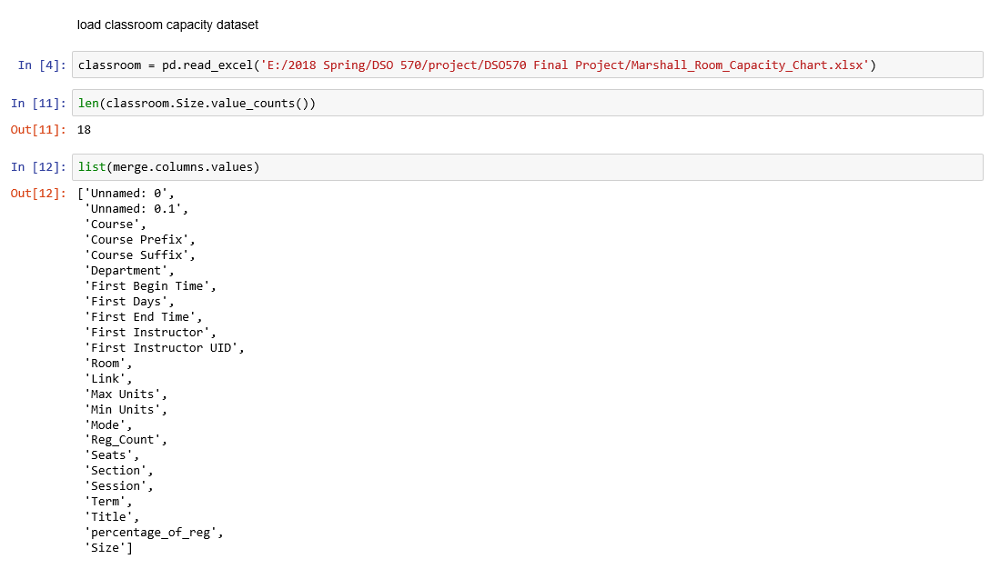 load classroom capacity dataset
In [4]: classroom = pd.read_excel('E:/2018 Spring/DSO 570/project/DSO570 Final Project/Marshall_Room_Capacity_Chart.xlsx')
In [11]: len(classroom.Size.value_counts())
Out[11]: 18
In [12]: list(merge.columns.values)
Out[12]: ['Unnamed: 0',
'Unnamed: 0.1',
'Course',
'Course Prefix',
'Course Suffix',
'Department',
'First Begin Time',
'First Days',
'First End Time',
'First Instructor',
'First Instructor UID',
'Room',
'Link',
'Max Units',
'Min Units',
'Mode',
'Reg_Count',
'Seats',
'Section',
'Session',
'Term',
'Title',
'percentage_of_reg',
'Size']